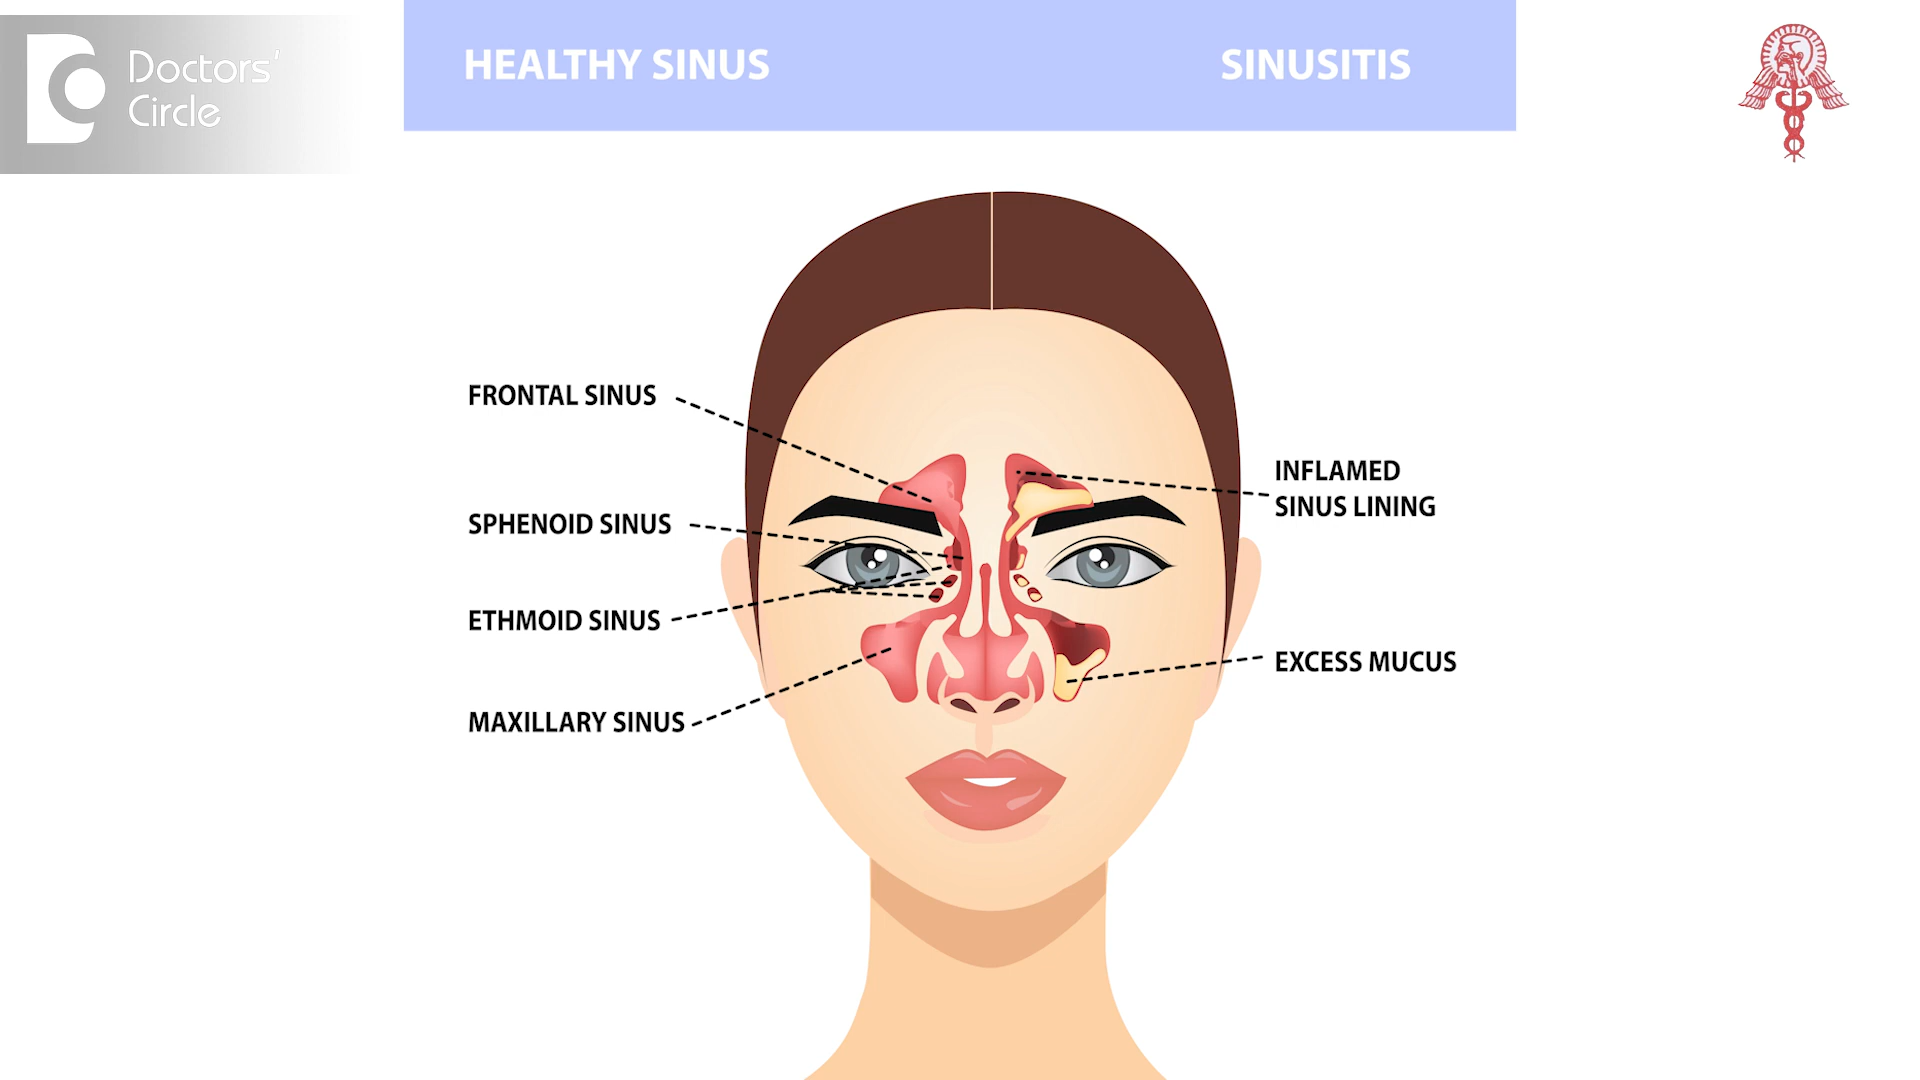 Doctors'
Circle
HEALTHY SINUS
SINUSITIS
FRONTAL SINUS
SPHENOID SINUS
ETHMOID SINUS
MAXILLARY SINUS
INFLAMED
SINUS LINING
EXCESS MUCUS